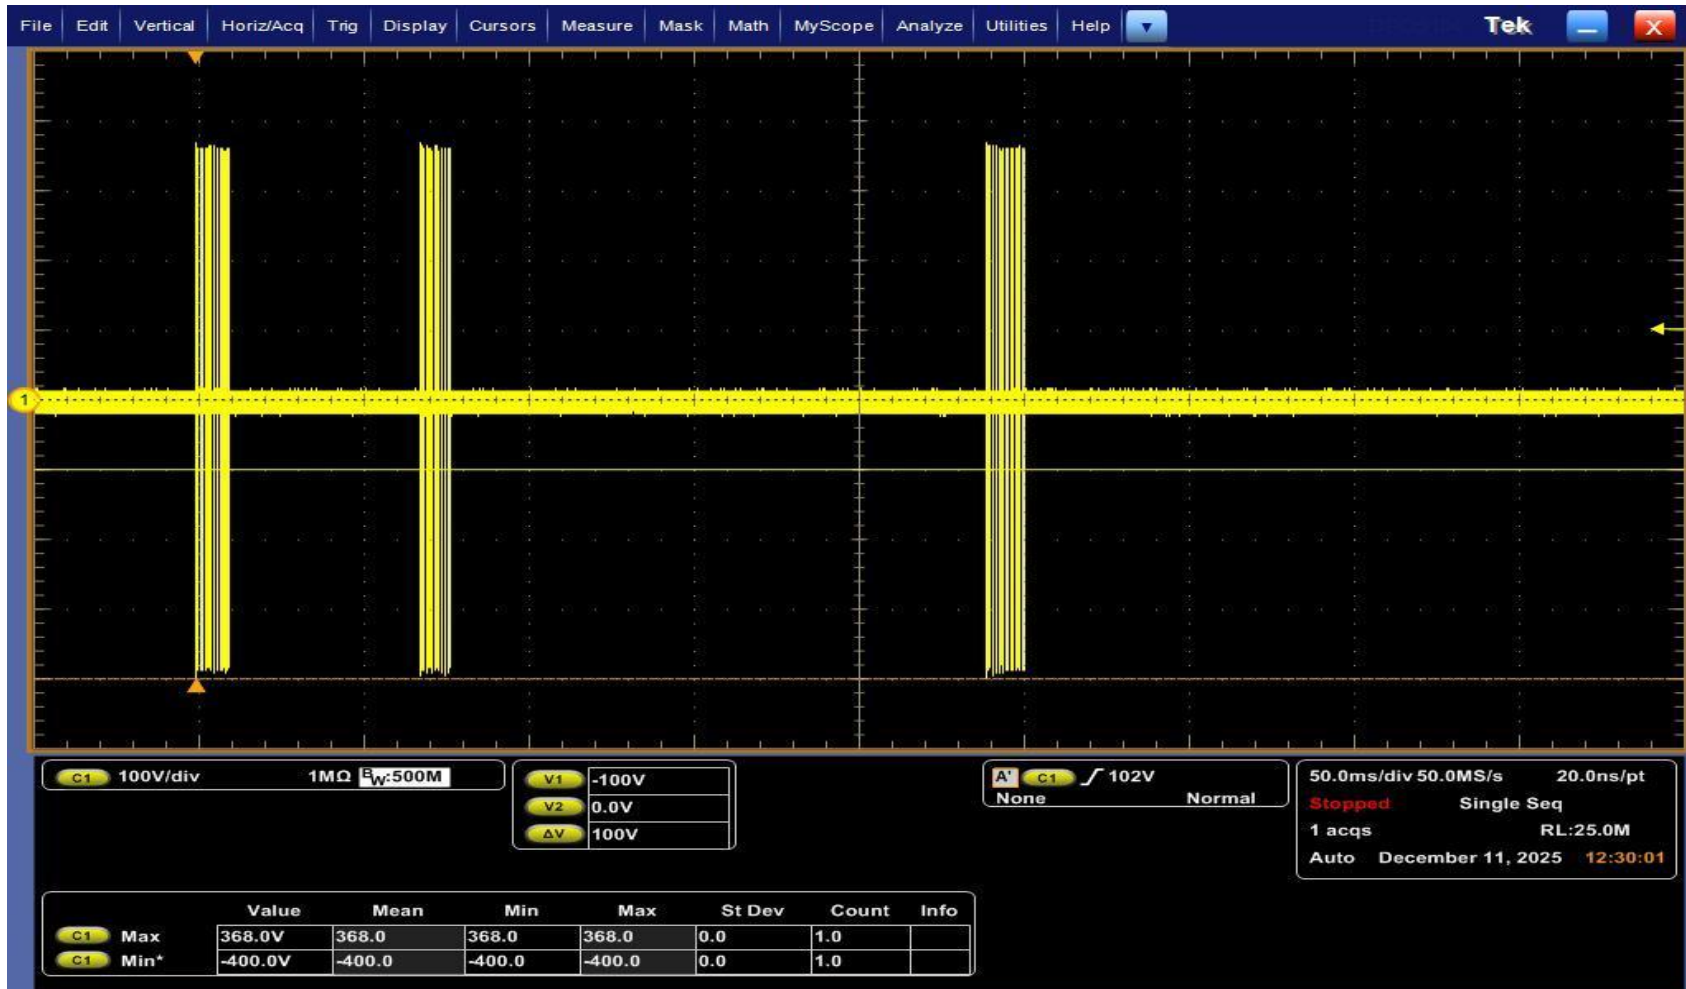 File Edit Vertical Horiz/Acq Trig Display Cursors Measure Mask Math MyScope Analyze Utilities Help Tek X
1
C1 100V/div 1MΩ BW:500M
V1 -100V
V2 0.0V
ΔV 100V
A' C1 102V
None Normal
50.0ms/div 50.0MS/s 20.0ns/pt
Stopped Single Seq
1 acqs RL:25.0M
Auto December 11, 2025 12:30:01
Value Mean Min Max St Dev Count Info
C1 Max 368.0V 368.0 368.0 368.0 0.0 1.0
C1 Min* -400.0V -400.0 -400.0 -400.0 0.0 1.0